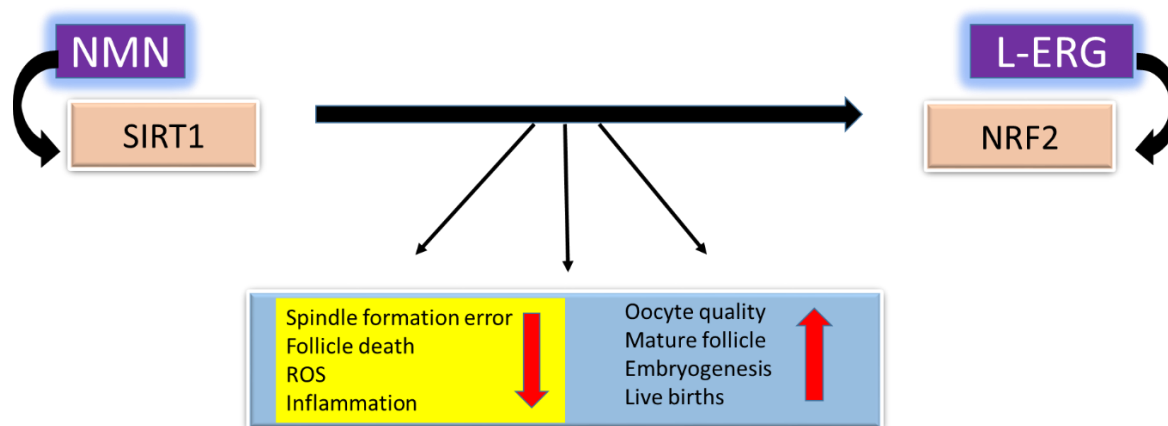 NMN
L-ERG
SIRT1
NRF2
Spindle formation error
Follicle death
ROS
Inflammation
Oocyte quality
Mature follicle
Embryogenesis
Live births